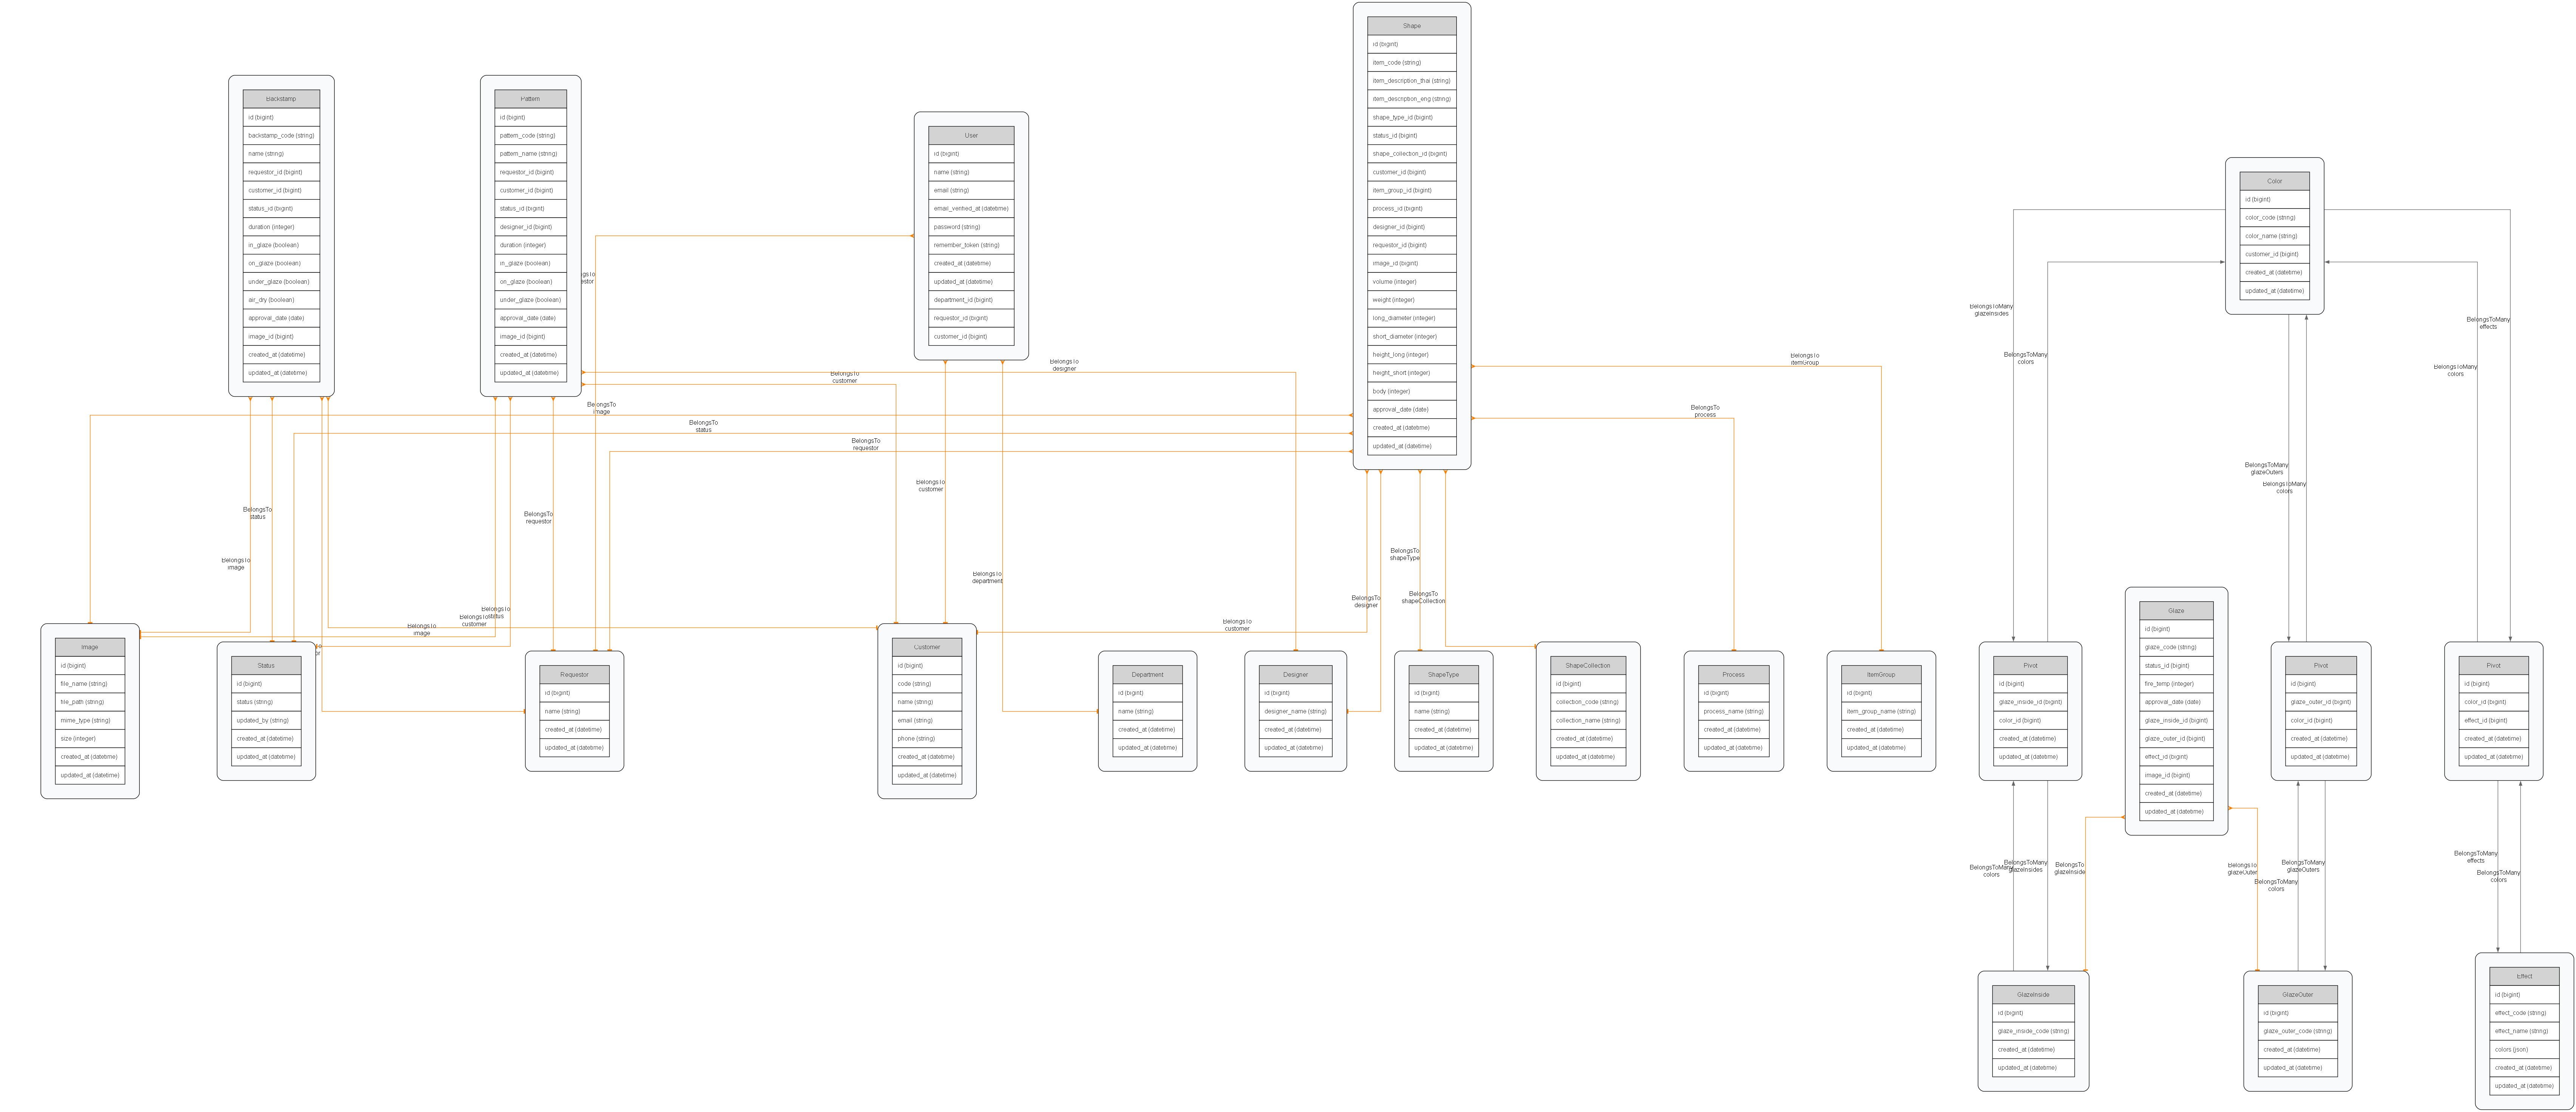 Shape
id (bigint)
item_code (string)
item_description_thai (string)
item_description_eng (string)
shape_type_id (bigint)
status_id (bigint)
shape_collection_id (bigint)
customer_id (bigint)
item_group_id (bigint)
process_id (bigint)
designer_id (bigint)
requestor_id (bigint)
image_id (bigint)
volume (integer)
weight (integer)
long_diameter (integer)
short_diameter (integer)
height_long (integer)
height_short (integer)
body (integer)
approval_date (date)
created_at (datetime)
updated_at (datetime)
Backstamp
id (bigint)
backstamp_code (string)
name (string)
requestor_id (bigint)
customer_id (bigint)
status_id (bigint)
duration (integer)
in_glaze (boolean)
on_glaze (boolean)
under_glaze (boolean)
air_dry (boolean)
approval_date (date)
image_id (bigint)
created_at (datetime)
updated_at (datetime)
Pattern
id (bigint)
pattern_code (string)
pattern_name (string)
requestor_id (bigint)
customer_id (bigint)
status_id (bigint)
designer_id (bigint)
duration (integer)
in_glaze (boolean)
on_glaze (boolean)
under_glaze (boolean)
approval_date (date)
image_id (bigint)
created_at (datetime)
updated_at (datetime)
User
id (bigint)
name (string)
email (string)
email_verified_at (datetime)
password (string)
remember_token (string)
created_at (datetime)
updated_at (datetime)
department_id (bigint)
requestor_id (bigint)
customer_id (bigint)
Color
id (bigint)
color_code (string)
color_name (string)
customer_id (bigint)
created_at (datetime)
updated_at (datetime)
BelongsToMany
glazeInsides
BelongsToMany
colors
BelongsToMany
effects
BelongsToMany
colors
BelongsToMany
glazeOuters
BelongsToMany
colors
BelongsTo
designer
BelongsTo
customer
BelongsTo
itemGroup
BelongsTo
process
BelongsTo
image
BelongsTo
status
BelongsTo
requestor
BelongsTo
customer
BelongsTo
status
BelongsTo
requestor
BelongsTo
image
BelongsTo
department
BelongsTo
shapeType
BelongsTo
designer
BelongsTo
shapeCollection
BelongsTo
status
BelongsTo
customer
BelongsTo
image
BelongsTo
customer
Image
id (bigint)
file_name (string)
file_path (string)
mime_type (string)
size (integer)
created_at (datetime)
updated_at (datetime)
Status
id (bigint)
status (string)
updated_by (string)
created_at (datetime)
updated_at (datetime)
Requestor
id (bigint)
name (string)
created_at (datetime)
updated_at (datetime)
Customer
id (bigint)
code (string)
name (string)
email (string)
phone (string)
created_at (datetime)
updated_at (datetime)
Department
id (bigint)
name (string)
created_at (datetime)
updated_at (datetime)
Designer
id (bigint)
designer_name (string)
created_at (datetime)
updated_at (datetime)
ShapeType
id (bigint)
name (string)
created_at (datetime)
updated_at (datetime)
ShapeCollection
id (bigint)
collection_code (string)
collection_name (string)
created_at (datetime)
updated_at (datetime)
Process
id (bigint)
process_name (string)
created_at (datetime)
updated_at (datetime)
ItemGroup
id (bigint)
item_group_name (string)
created_at (datetime)
updated_at (datetime)
Pivot
id (bigint)
glaze_inside_id (bigint)
color_id (bigint)
created_at (datetime)
updated_at (datetime)
Glaze
id (bigint)
glaze_code (string)
status_id (bigint)
fire_temp (integer)
approval_date (date)
glaze_inside_id (bigint)
glaze_outer_id (bigint)
effect_id (bigint)
image_id (bigint)
created_at (datetime)
updated_at (datetime)
Pivot
id (bigint)
glaze_outer_id (bigint)
color_id (bigint)
created_at (datetime)
updated_at (datetime)
Pivot
id (bigint)
color_id (bigint)
effect_id (bigint)
created_at (datetime)
updated_at (datetime)
BelongsToMany
colors
BelongsToMany
glazeInsides
BelongsTo
glazeInside
BelongsTo
glazeOuter
BelongsToMany
glazeOuters
BelongsToMany
colors
BelongsToMany
effects
BelongsToMany
colors
GlazeInside
id (bigint)
glaze_inside_code (string)
created_at (datetime)
updated_at (datetime)
GlazeOuter
id (bigint)
glaze_outer_code (string)
created_at (datetime)
updated_at (datetime)
Effect
id (bigint)
effect_code (string)
effect_name (string)
colors (json)
created_at (datetime)
updated_at (datetime)